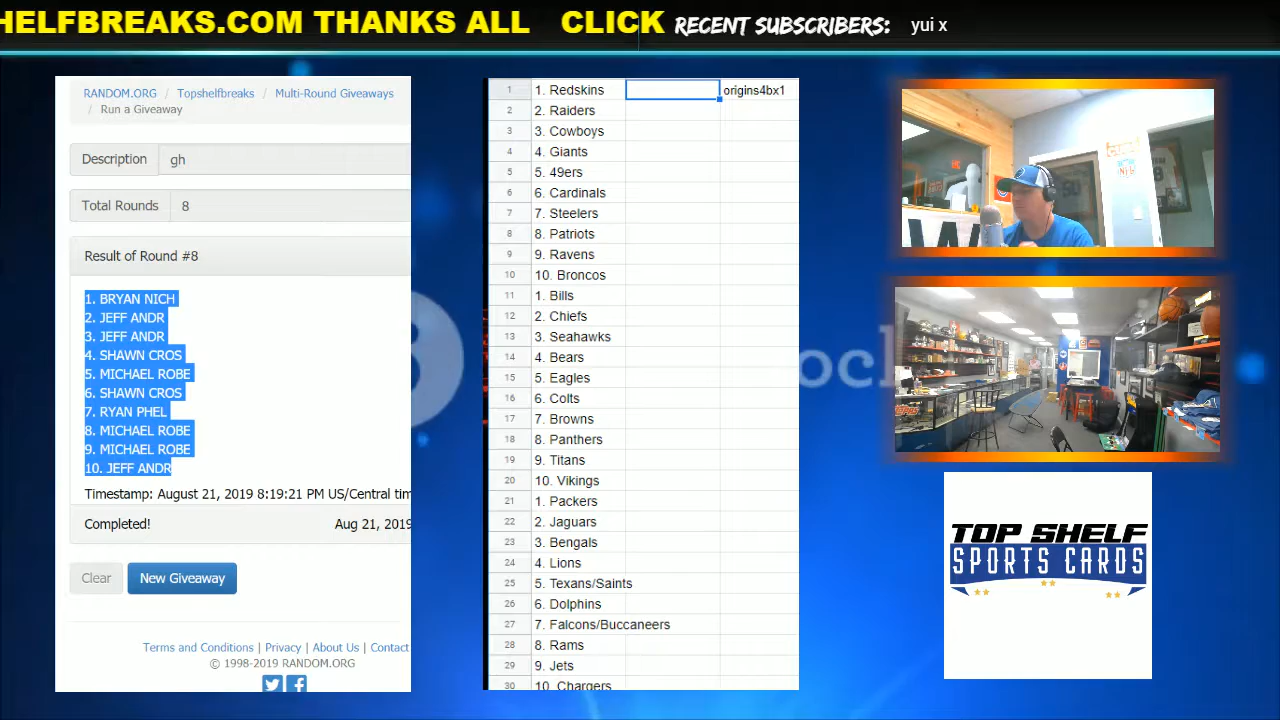 HELFBREAKS.COM THANKS ALL CLICK
RECENT SUBSCRIBERS: yui x
RANDOM.ORG / Topshelfbreaks / Multi-Round Giveaways
/ Run a Giveaway
Description gh
Total Rounds 8
Result of Round #8
1. BRYAN NICH
2. JEFF ANDR
3. JEFF ANDR
4. SHAWN CROS
5. MICHAEL ROBE
6. SHAWN CROS
7. RYAN PHEL
8. MICHAEL ROBE
9. MICHAEL ROBE
10. JEFF ANDR
Timestamp: August 21, 2019 8:19:21 PM US/Central tim
Completed! Aug 21, 2019
Clear New Giveaway
Terms and Conditions | Privacy | About Us | Contact
© 1998-2019 RANDOM.ORG
1 1. Redskins origins4bx1
2 2. Raiders
3 3. Cowboys
4 4. Giants
5 5. 49ers
6 6. Cardinals
7 7. Steelers
8 8. Patriots
9 9. Ravens
10 10. Broncos
11 1. Bills
12 2. Chiefs
13 3. Seahawks
14 4. Bears
15 5. Eagles
16 6. Colts
17 7. Browns
18 8. Panthers
19 9. Titans
20 10. Vikings
21 1. Packers
22 2. Jaguars
23 3. Bengals
24 4. Lions
25 5. Texans/Saints
26 6. Dolphins
27 7. Falcons/Buccaneers
28 8. Rams
29 9. Jets
30 10. Chargers
TOP SHELF
SPORTS CARDS